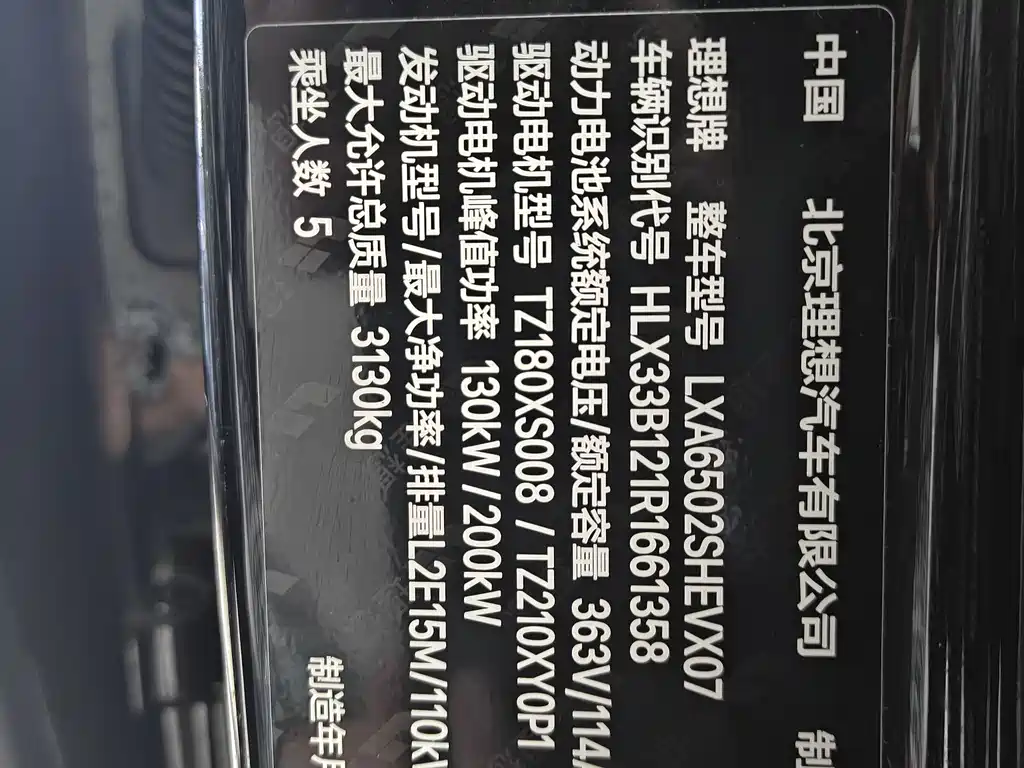 中国 北京理想汽车有限公司 制
理想牌 整车型号 LXA6502SHEVX07
车辆识别代号 HLX33B121R1661358
动力电池系统额定电压/额定容量 363V/114
驱动电机型号 TZ180XS008 / TZ210XY0P1
驱动电机峰值功率 130kW / 200kW
发动机型号/最大净功率/排量L2E15M/110k
最大允许总质量 3130kg
乘坐人数 5 制造年